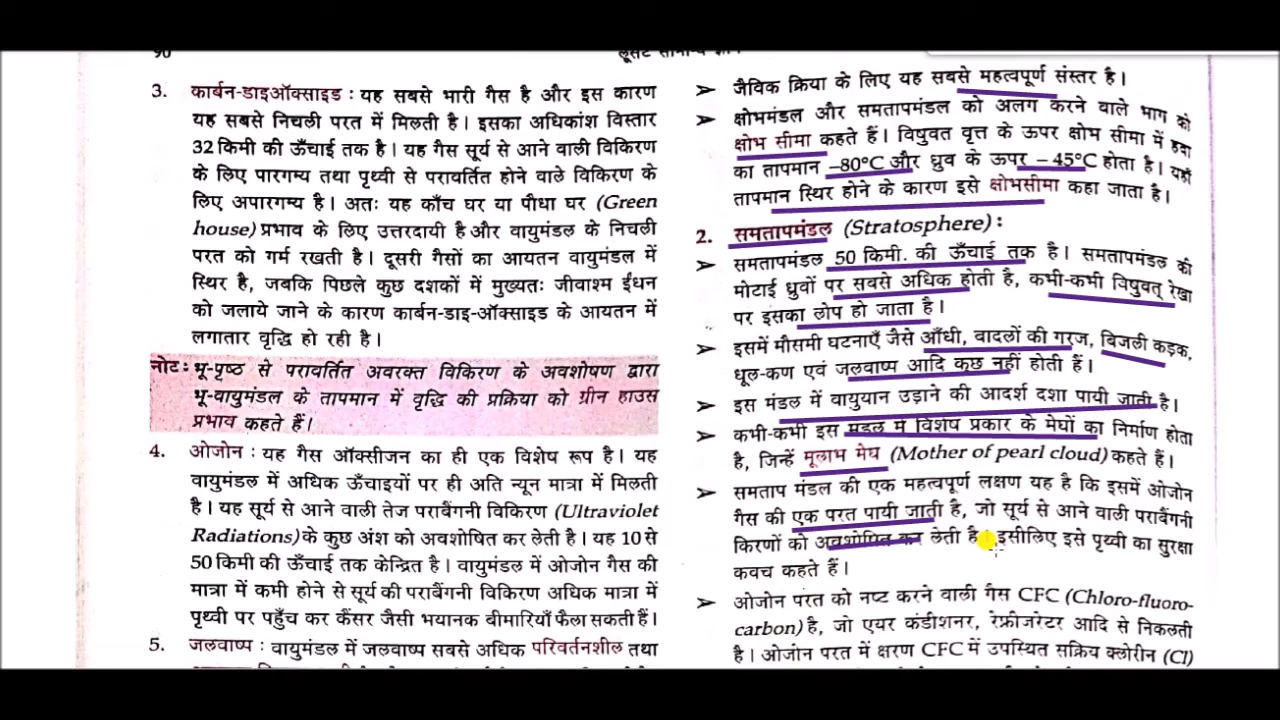 90
लूसेंट सामान्य ज्ञान
3. कार्बन-डाइऑक्साइड : यह सबसे भारी गैस है और इस कारण
यह सबसे निचली परत में मिलती है। इसका अधिकांश विस्तार
32 किमी की ऊँचाई तक है। यह गैस सूर्य से आने वाली विकिरण
के लिए पारगम्य तथा पृथ्वी से परावर्तित होने वाले विकिरण के
लिए अपारगम्य है। अतः यह काँच घर या पौधा घर (Green
house) प्रभाव के लिए उत्तरदायी है और वायुमंडल के निचली
परत को गर्म रखती है। दूसरी गैसों का आयतन वायुमंडल में
स्थिर है, जबकि पिछले कुछ दशकों में मुख्यतः जीवाश्म ईंधन
को जलाये जाने के कारण कार्बन-डाइ-ऑक्साइड के आयतन में
लगातार वृद्धि हो रही है।
नोट: भू-पृष्ठ से परावर्तित अवरक्त विकिरण के अवशोषण द्वारा
भू-वायुमंडल के तापमान में वृद्धि की प्रक्रिया को ग्रीन हाउस
प्रभाव कहते हैं।
4. ओजोन : यह गैस ऑक्सीजन का ही एक विशेष रूप है। यह
वायुमंडल में अधिक ऊँचाइयों पर ही अति न्यून मात्रा में मिलती
है। यह सूर्य से आने वाली तेज पराबैंगनी विकिरण (Ultraviolet
Radiations) के कुछ अंश को अवशोषित कर लेती है। यह 10 से
50 किमी की ऊँचाई तक केन्द्रित है। वायुमंडल में ओजोन गैस की
मात्रा में कमी होने से सूर्य की पराबैंगनी विकिरण अधिक मात्रा में
पृथ्वी पर पहुँच कर कैंसर जैसी भयानक बीमारियाँ फैला सकती हैं।
5. जलवाष्प : वायुमंडल में जलवाष्प सबसे अधिक परिवर्तनशील तथा
➢ जैविक क्रिया के लिए यह सबसे महत्वपूर्ण संस्तर है।
➢ क्षोभमंडल और समतापमंडल को अलग करने वाले भाग को
क्षोभ सीमा कहते हैं। विषुवत वृत्त के ऊपर क्षोभ सीमा में हवा
का तापमान –80°C और ध्रुव के ऊपर – 45°C होता है। यहाँ
तापमान स्थिर होने के कारण इसे क्षोभसीमा कहा जाता है।
2. समतापमंडल (Stratosphere) :
➢ समतापमंडल 50 किमी. की ऊँचाई तक है। समतापमंडल की
मोटाई ध्रुवों पर सबसे अधिक होती है, कभी-कभी विषुवत् रेखा
पर इसका लोप हो जाता है।
➢ इसमें मौसमी घटनाएँ जैसे आँधी, बादलों की गरज, बिजली कड़क,
धूल-कण एवं जलवाष्प आदि कुछ नहीं होती हैं।
➢ इस मंडल में वायुयान उड़ाने की आदर्श दशा पायी जाती है।
➢ कभी-कभी इस मंडल में विशेष प्रकार के मेघों का निर्माण होता
है, जिन्हें मूलाभ मेघ (Mother of pearl cloud) कहते हैं।
➢ समताप मंडल की एक महत्वपूर्ण लक्षण यह है कि इसमें ओजोन
गैस की एक परत पायी जाती है, जो सूर्य से आने वाली पराबैंगनी
किरणों को अवशोषित कर लेती है। इसीलिए इसे पृथ्वी का सुरक्षा
कवच कहते हैं।
➢ ओजोन परत को नष्ट करने वाली गैस CFC (Chloro-fluoro-
carbon) है, जो एयर कंडीशनर, रेफ्रीजरेटर आदि से निकलती
है। ओजोन परत में क्षरण CFC में उपस्थित सक्रिय क्लोरीन (Cl)